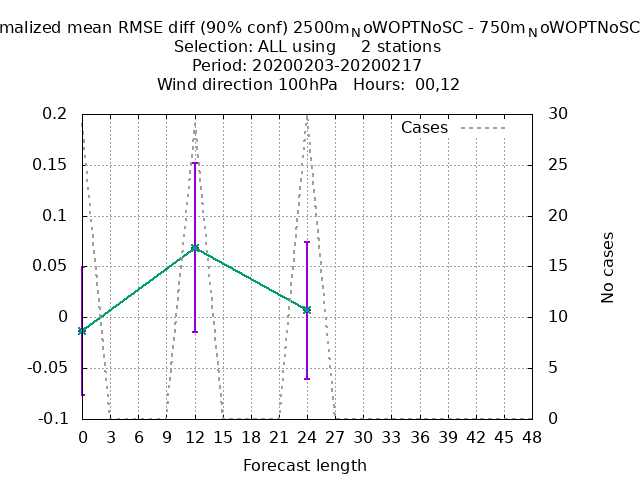 malized mean RMSE diff (90% conf) 2500mNoWOPTNoSC - 750mNoWOPTNoSC
Selection: ALL using 2 stations
Period: 20200203-20200217
Wind direction 100hPa Hours: 00,12
Cases
0.2
0.15
0.1
0.05
0
-0.05
-0.1
30
25
20
15
10
5
0
No cases
0 3 6 9 12 15 18 21 24 27 30 33 36 39 42 45 48
Forecast length